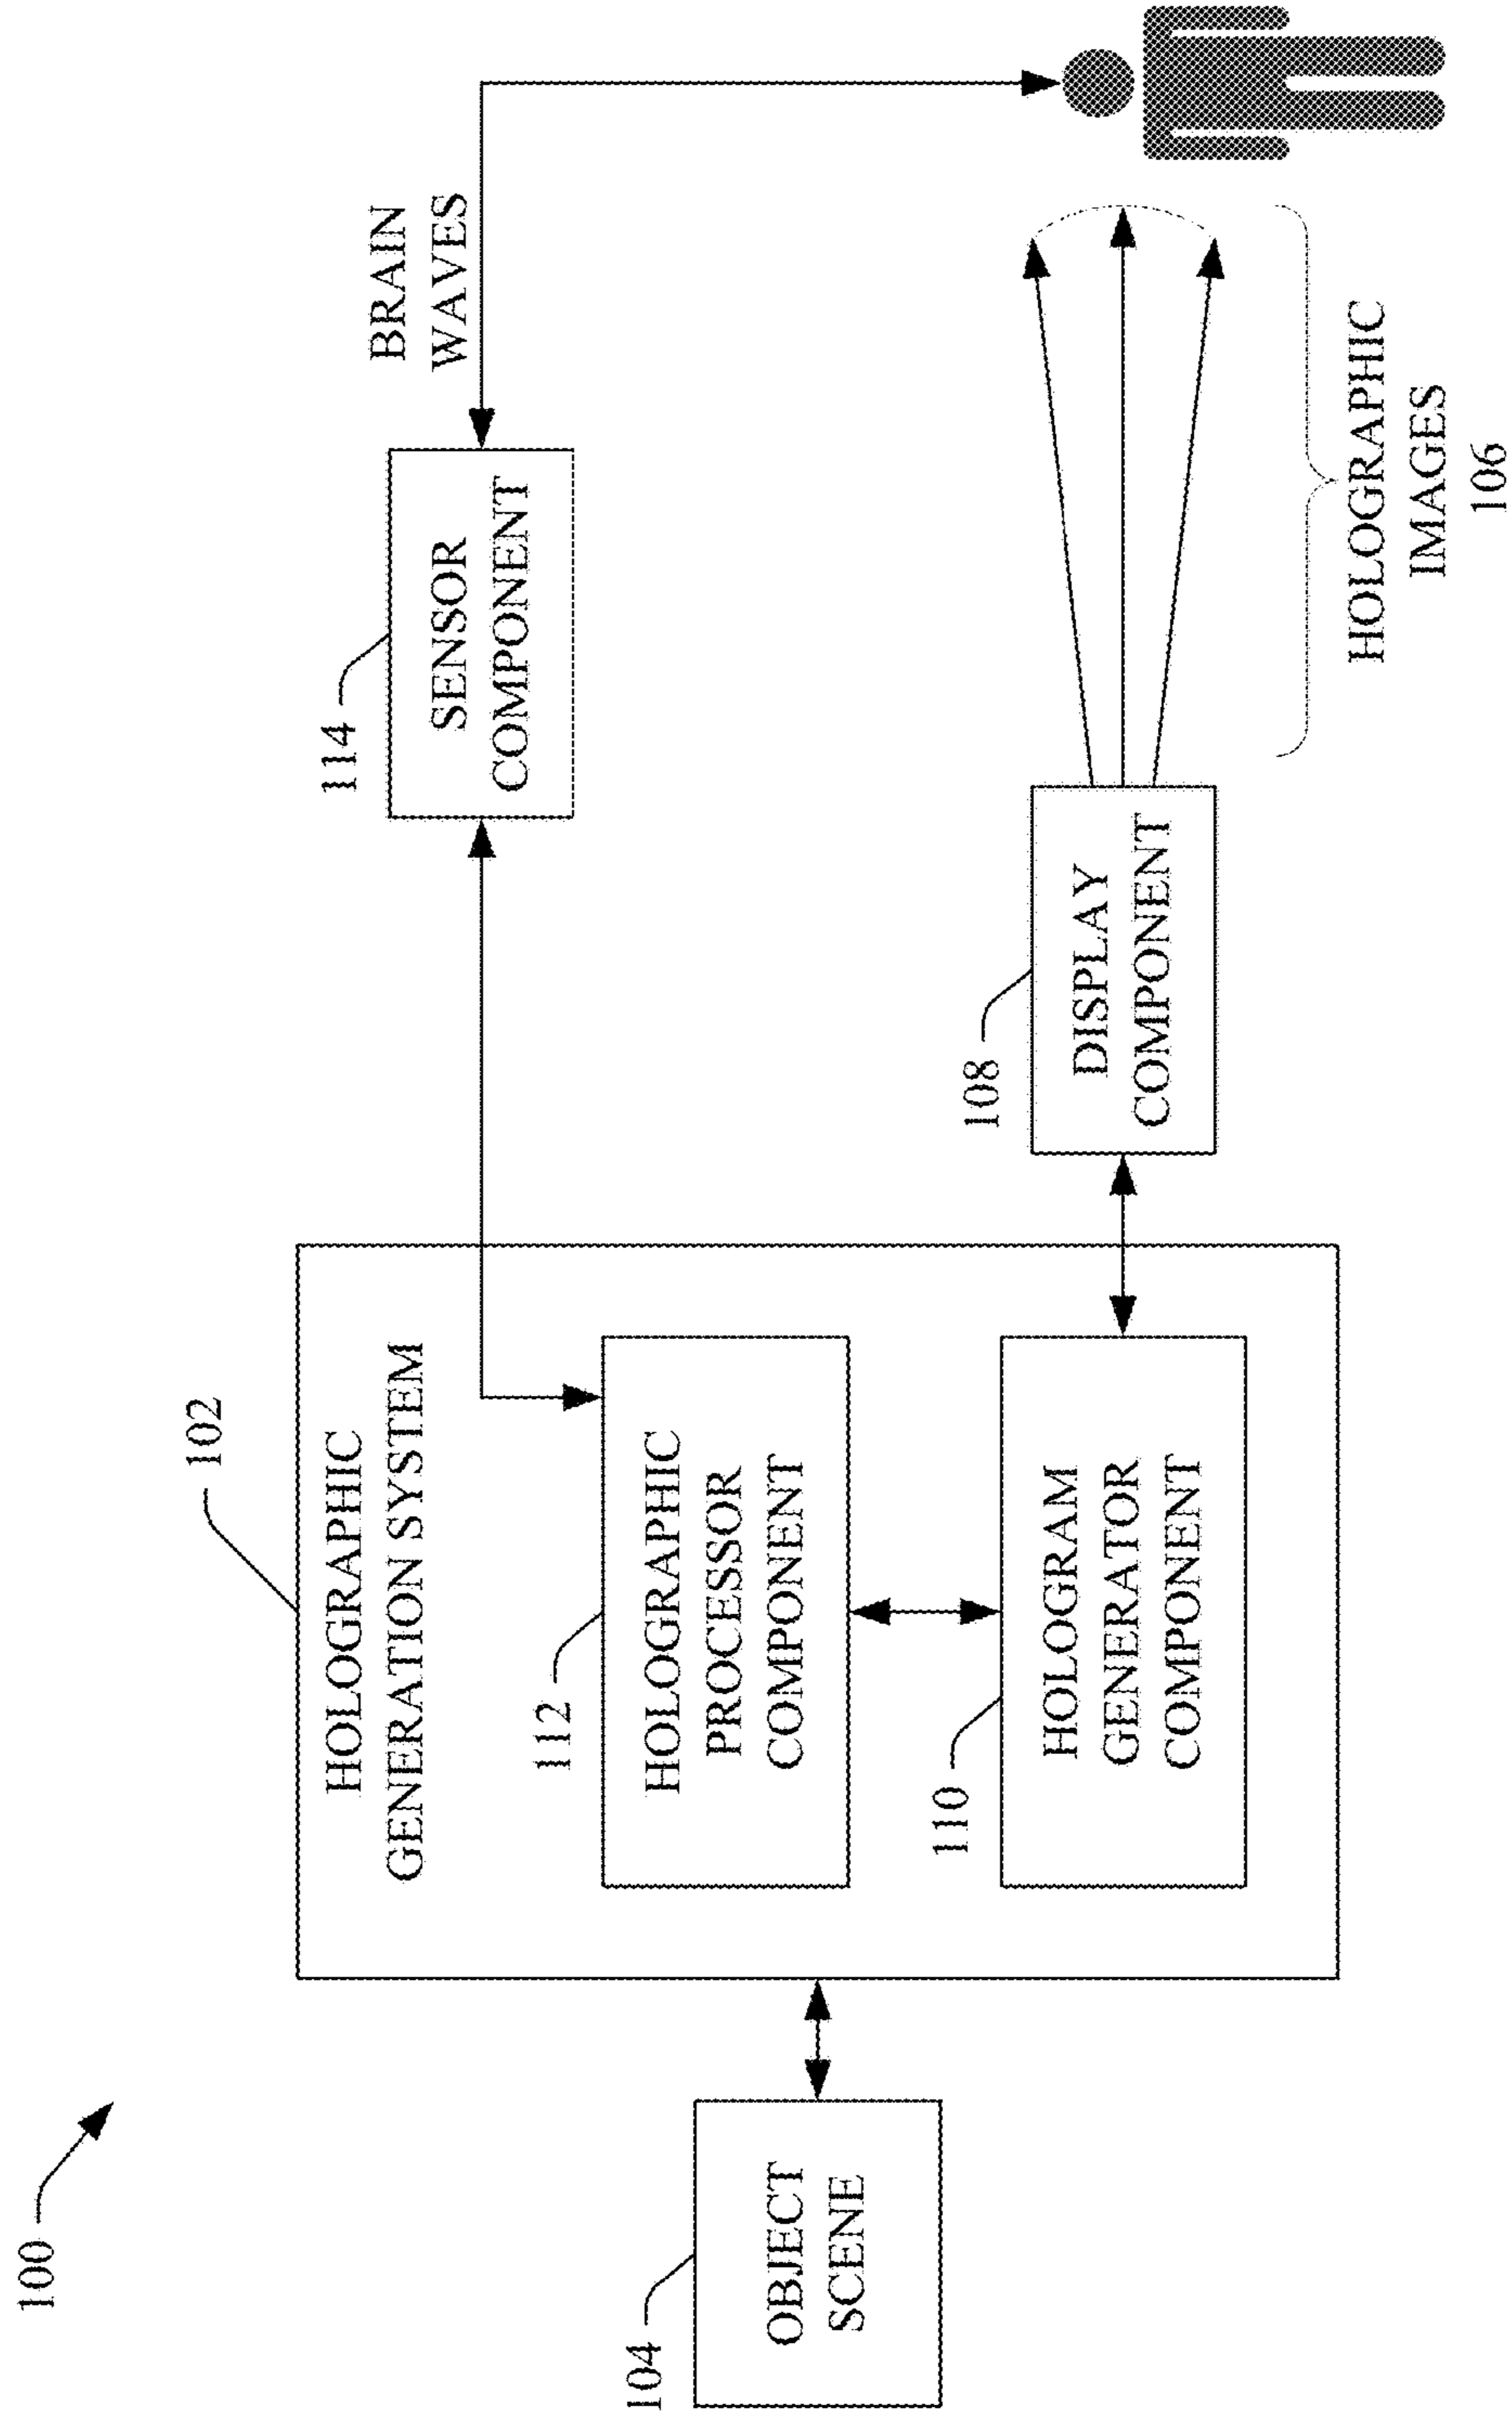 100
102
HOLOGRAPHIC
GENERATION SYSTEM
114
SENSOR
COMPONENT
BRAIN
WAVES
104
OBJECT
SCENE
112
HOLOGRAPHIC
PROCESSOR
COMPONENT
110
HOLOGRAM
GENERATOR
COMPONENT
108
DISPLAY
COMPONENT
HOLOGRAPHIC
IMAGES
106